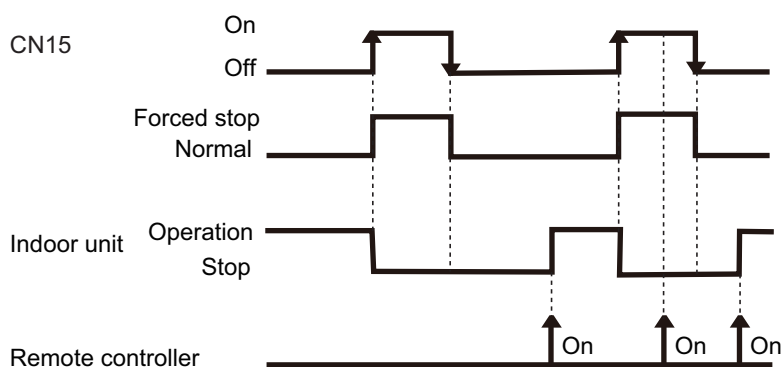 On
CN15
Off
Forced stop
Normal
Operation
Indoor unit
Stop
On
On
On
Remote controller